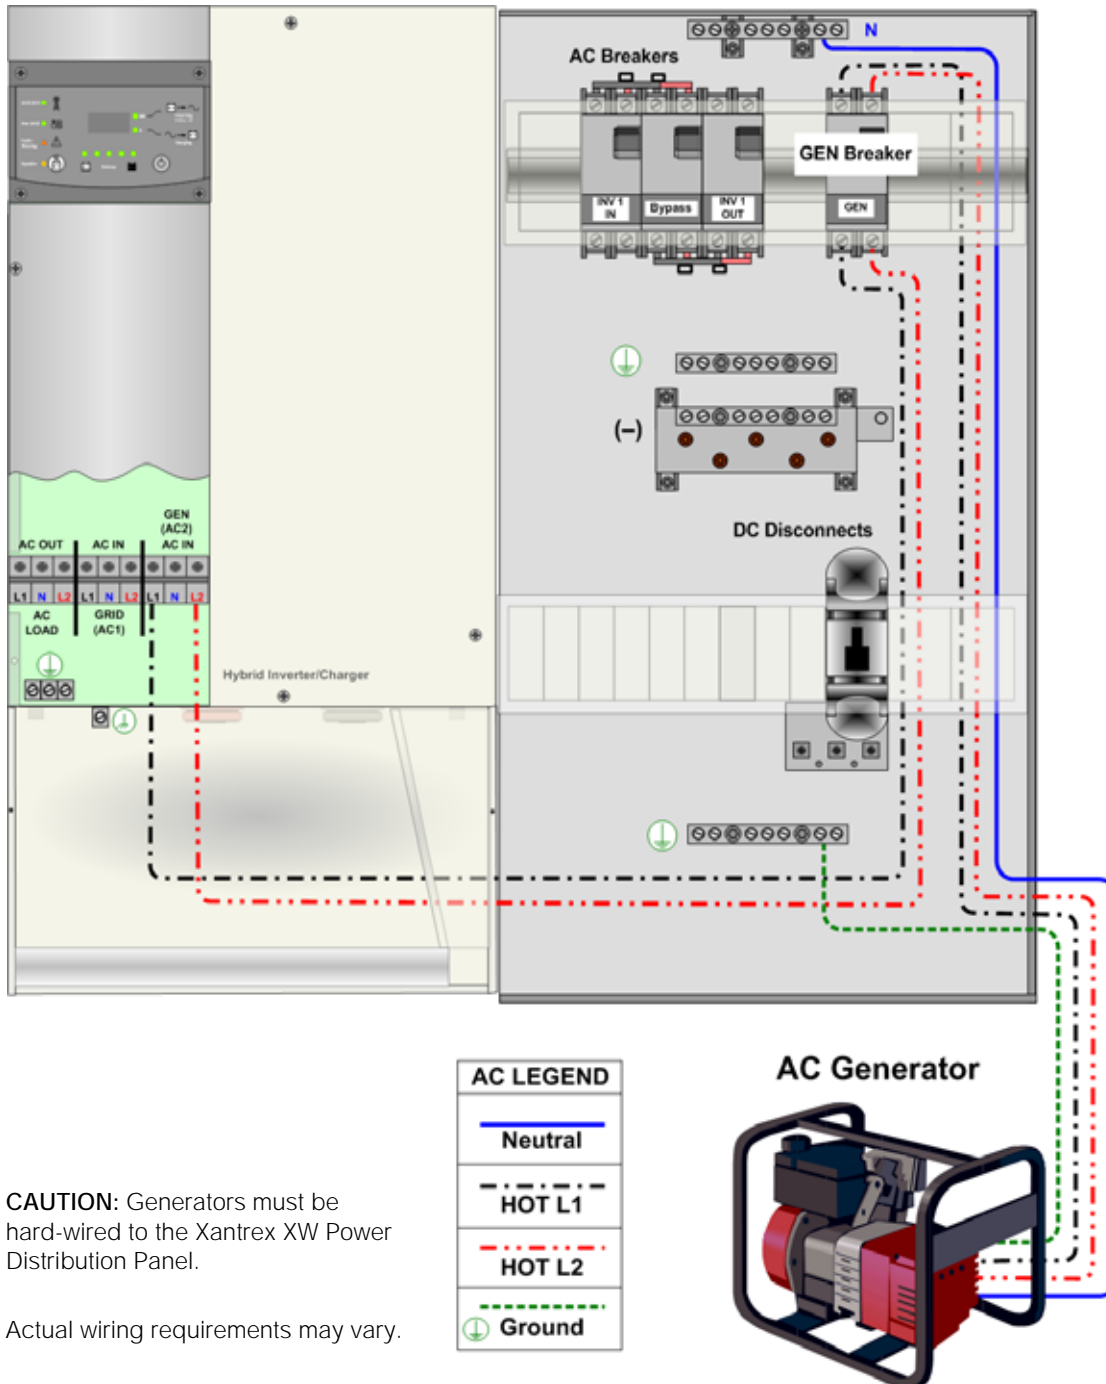 N
AC Breakers
GEN Breaker
INV 1
IN
Bypass
INV 1
OUT
GEN
(–)
DC Disconnects
GEN
(AC2)
AC OUT
AC IN
AC IN
L1 N L2 L1 N L2 L1 N L2
AC
LOAD
GRID
(AC1)
Hybrid Inverter/Charger
AC LEGEND
Neutral
HOT L1
HOT L2
Ground
AC Generator
CAUTION: Generators must be
hard-wired to the Xantrex XW Power
Distribution Panel.
Actual wiring requirements may vary.